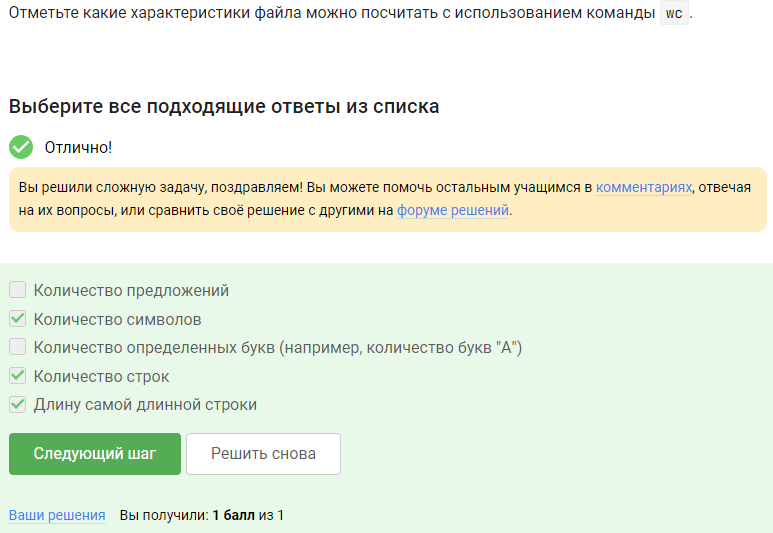 Отметьте какие характеристики файла можно посчитать с использованием команды wc.
Выберите все подходящие ответы из списка
Отлично!
Вы решили сложную задачу, поздравляем! Вы можете помочь остальным учащимся в комментариях, отвечая
на их вопросы, или сравнить своё решение с другими на форуме решений.
Количество предложений
Количество символов
Количество определенных букв (например, количество букв "А")
Количество строк
Длину самой длинной строки
Следующий шаг
Решить снова
Ваши решения Вы получили: 1 балл из 1